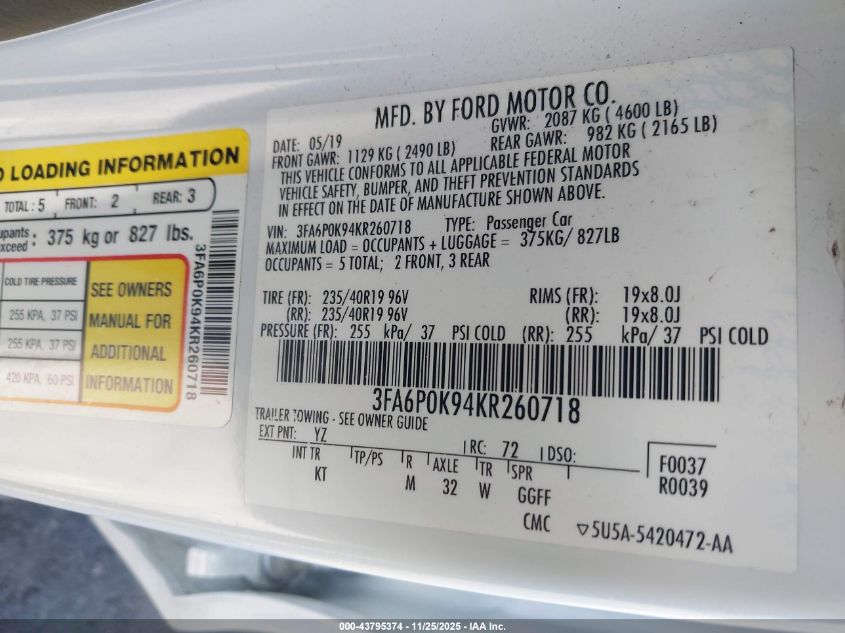 D LOADING INFORMATION
TOTAL: 5 FRONT: 2 REAR: 3
upants
xceed : 375 kg or 827 lbs.
COLD TIRE PRESSURE
255 KPA, 37 PSI
255 KPA, 37 PSI
420 KPA, 60 PSI
SEE OWNERS
MANUAL FOR
ADDITIONAL
INFORMATION
3FA6P0K94KR260718
MFD. BY FORD MOTOR CO.
DATE: 05/19 GVWR: 2087 KG ( 4600 LB)
FRONT GAWR: 1129 KG ( 2490 LB) REAR GAWR: 982 KG ( 2165 LB)
THIS VEHICLE CONFORMS TO ALL APPLICABLE FEDERAL MOTOR
VEHICLE SAFETY, BUMPER, AND THEFT PREVENTION STANDARDS
IN EFFECT ON THE DATE OF MANUFACTURE SHOWN ABOVE.
VIN: 3FA6P0K94KR260718 TYPE: Passenger Car
MAXIMUM LOAD = OCCUPANTS + LUGGAGE = 375KG/ 827LB
OCCUPANTS = 5 TOTAL; 2 FRONT, 3 REAR
TIRE (FR): 235/40R19 96V RIMS (FR): 19x8.0J
(RR): 235/40R19 96V (RR): 19x8.0J
PRESSURE (FR): 255 kPa/ 37 PSI COLD (RR): 255 kPa/ 37 PSI COLD
3FA6P0K94KR260718
TRAILER TOWING - SEE OWNER GUIDE
EXT PNT: YZ RC: 72 DSO:
INT TR TP/PS R AXLE TR SPR
KT M 32 W GGFF
F0037
R0039
CMC ▽5U5A-5420472-AA
000-43795374 | 11/25/2025 - IAA Inc.